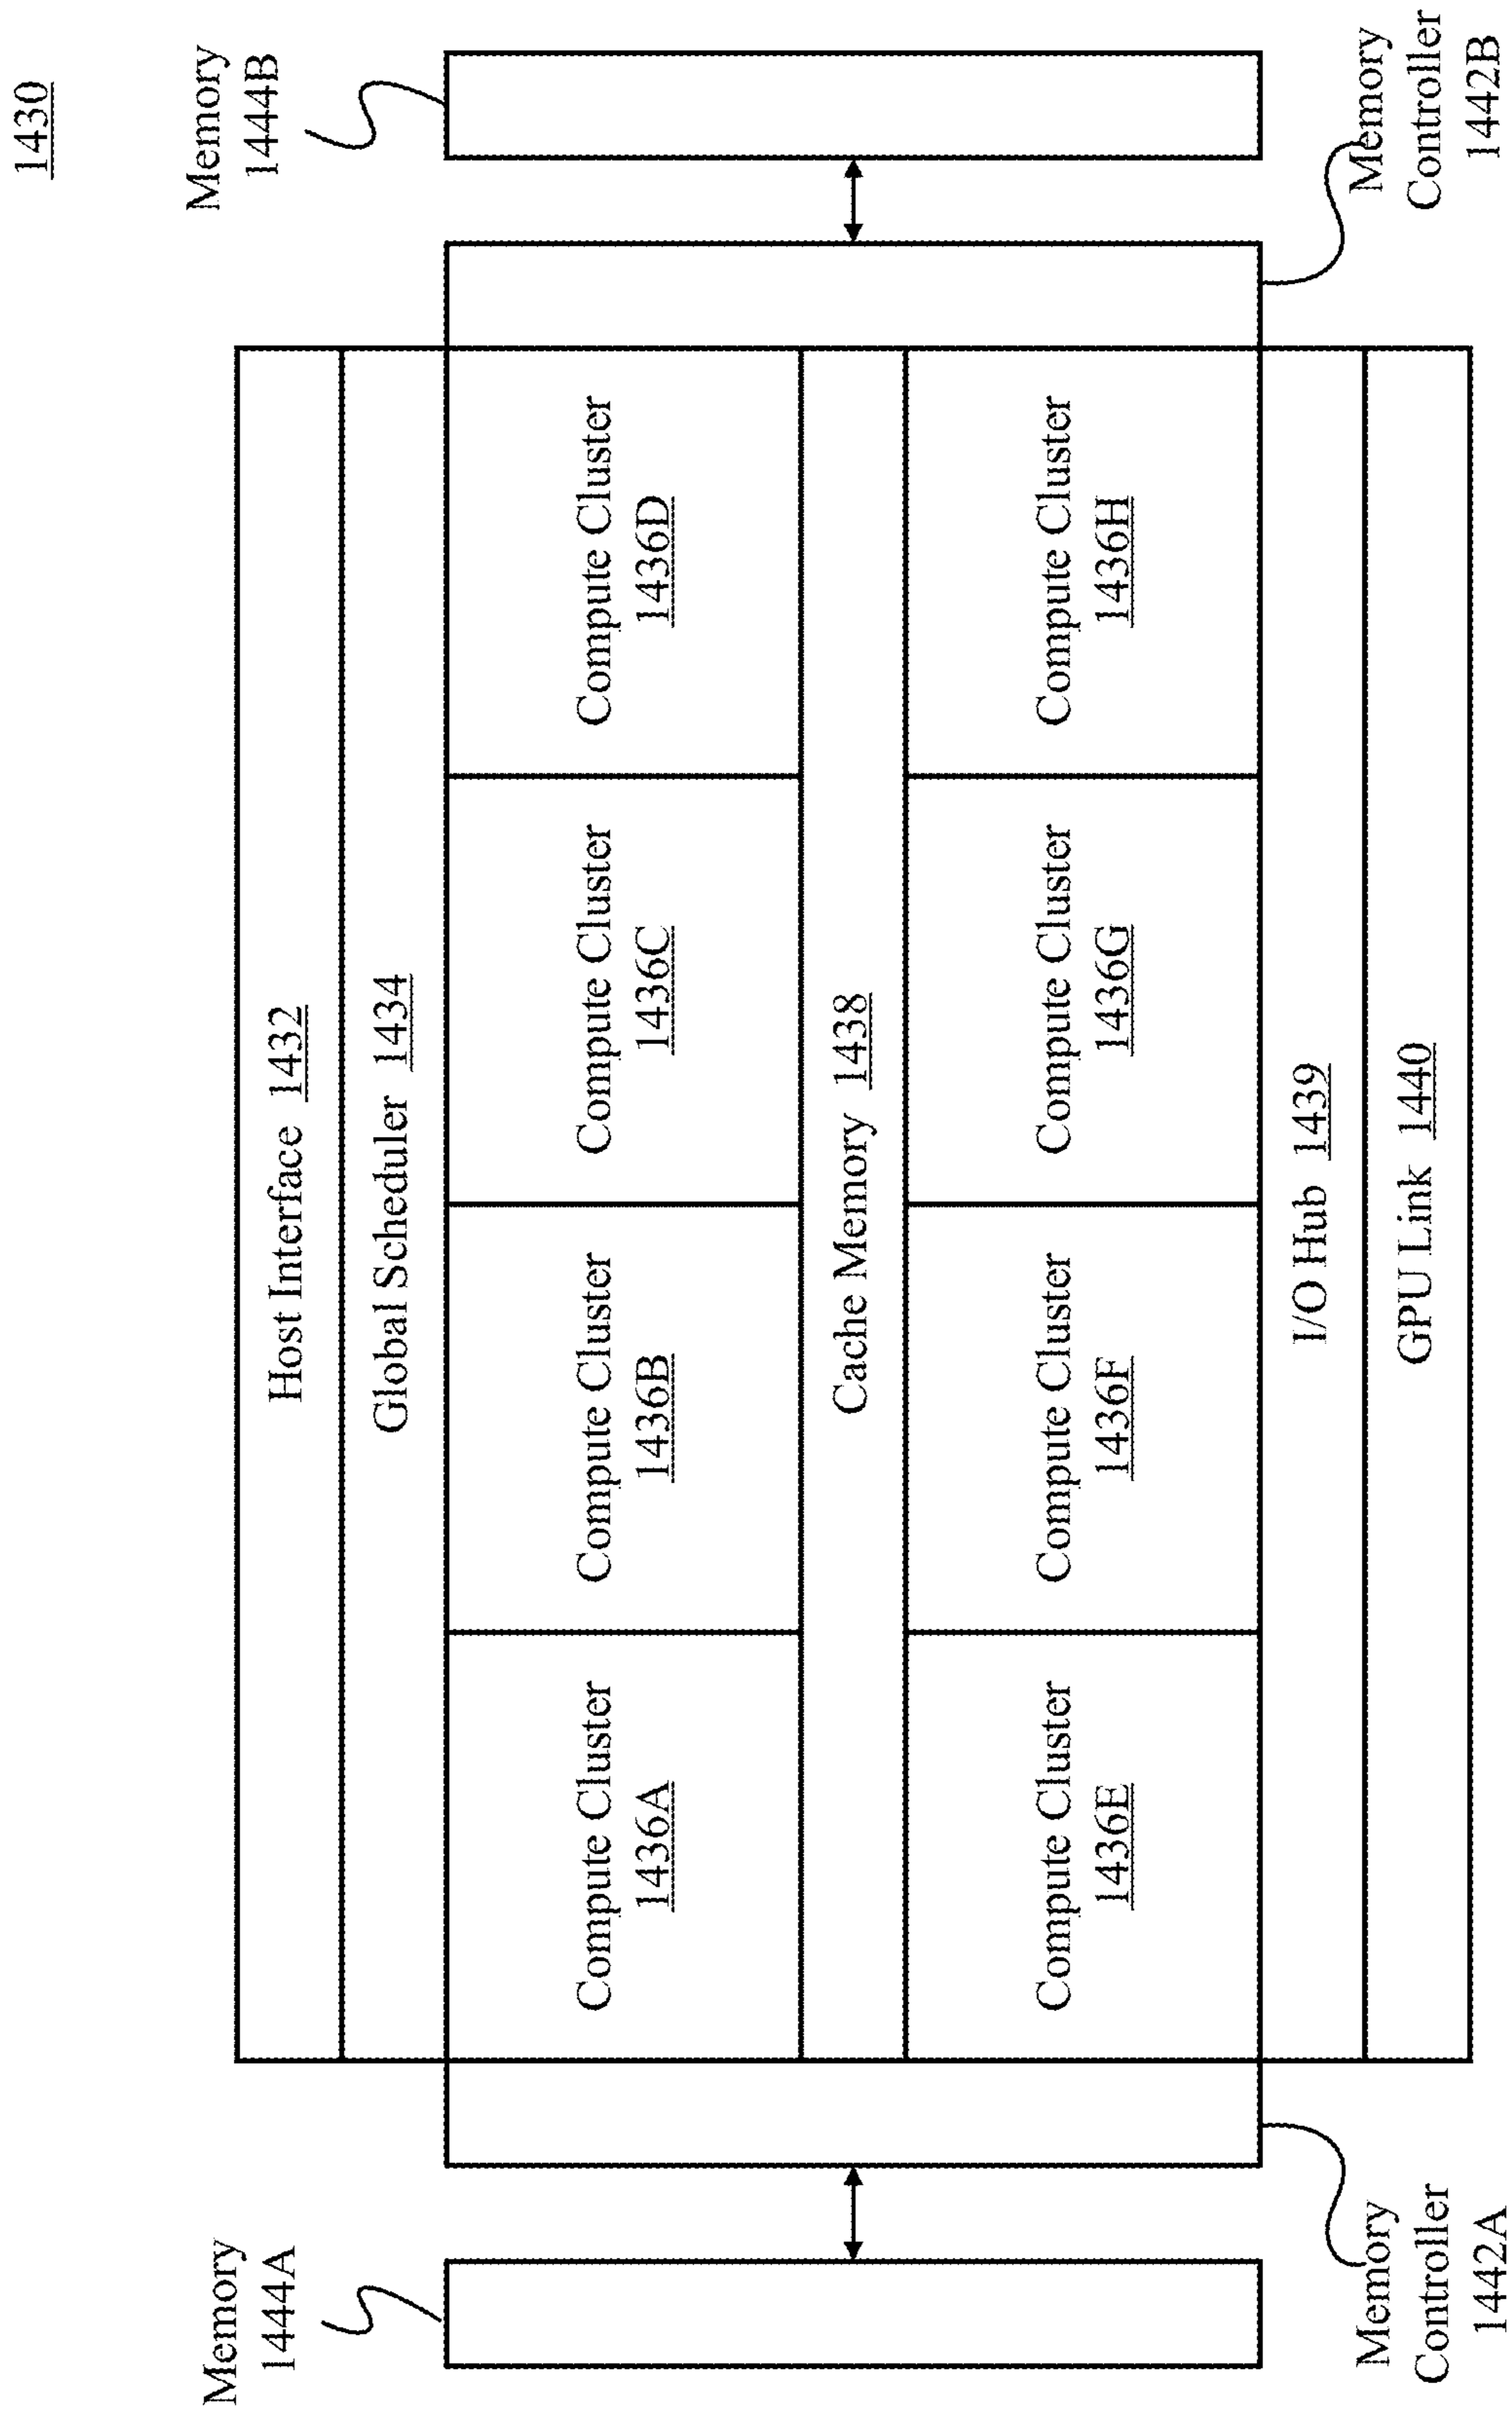 1430
Memory
1444A
Memory
1444B
Host Interface 1432
Global Scheduler 1434
Compute Cluster
1436A
Compute Cluster
1436B
Compute Cluster
1436C
Compute Cluster
1436D
Cache Memory 1438
Compute Cluster
1436E
Compute Cluster
1436F
Compute Cluster
1436G
Compute Cluster
1436H
I/O Hub 1439
GPU Link 1440
Memory
Controller
1442A
Memory
Controller
1442B